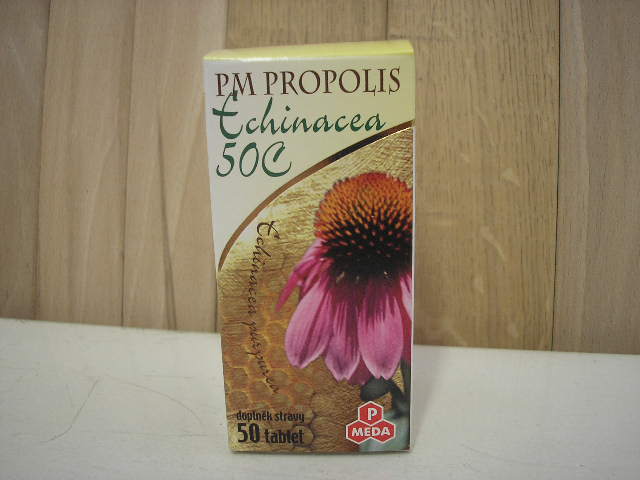 PM PROPOLIS
Echinacea
50C
Echinacea purpurea
doplněk stravy
50 tablet
P
MEDA